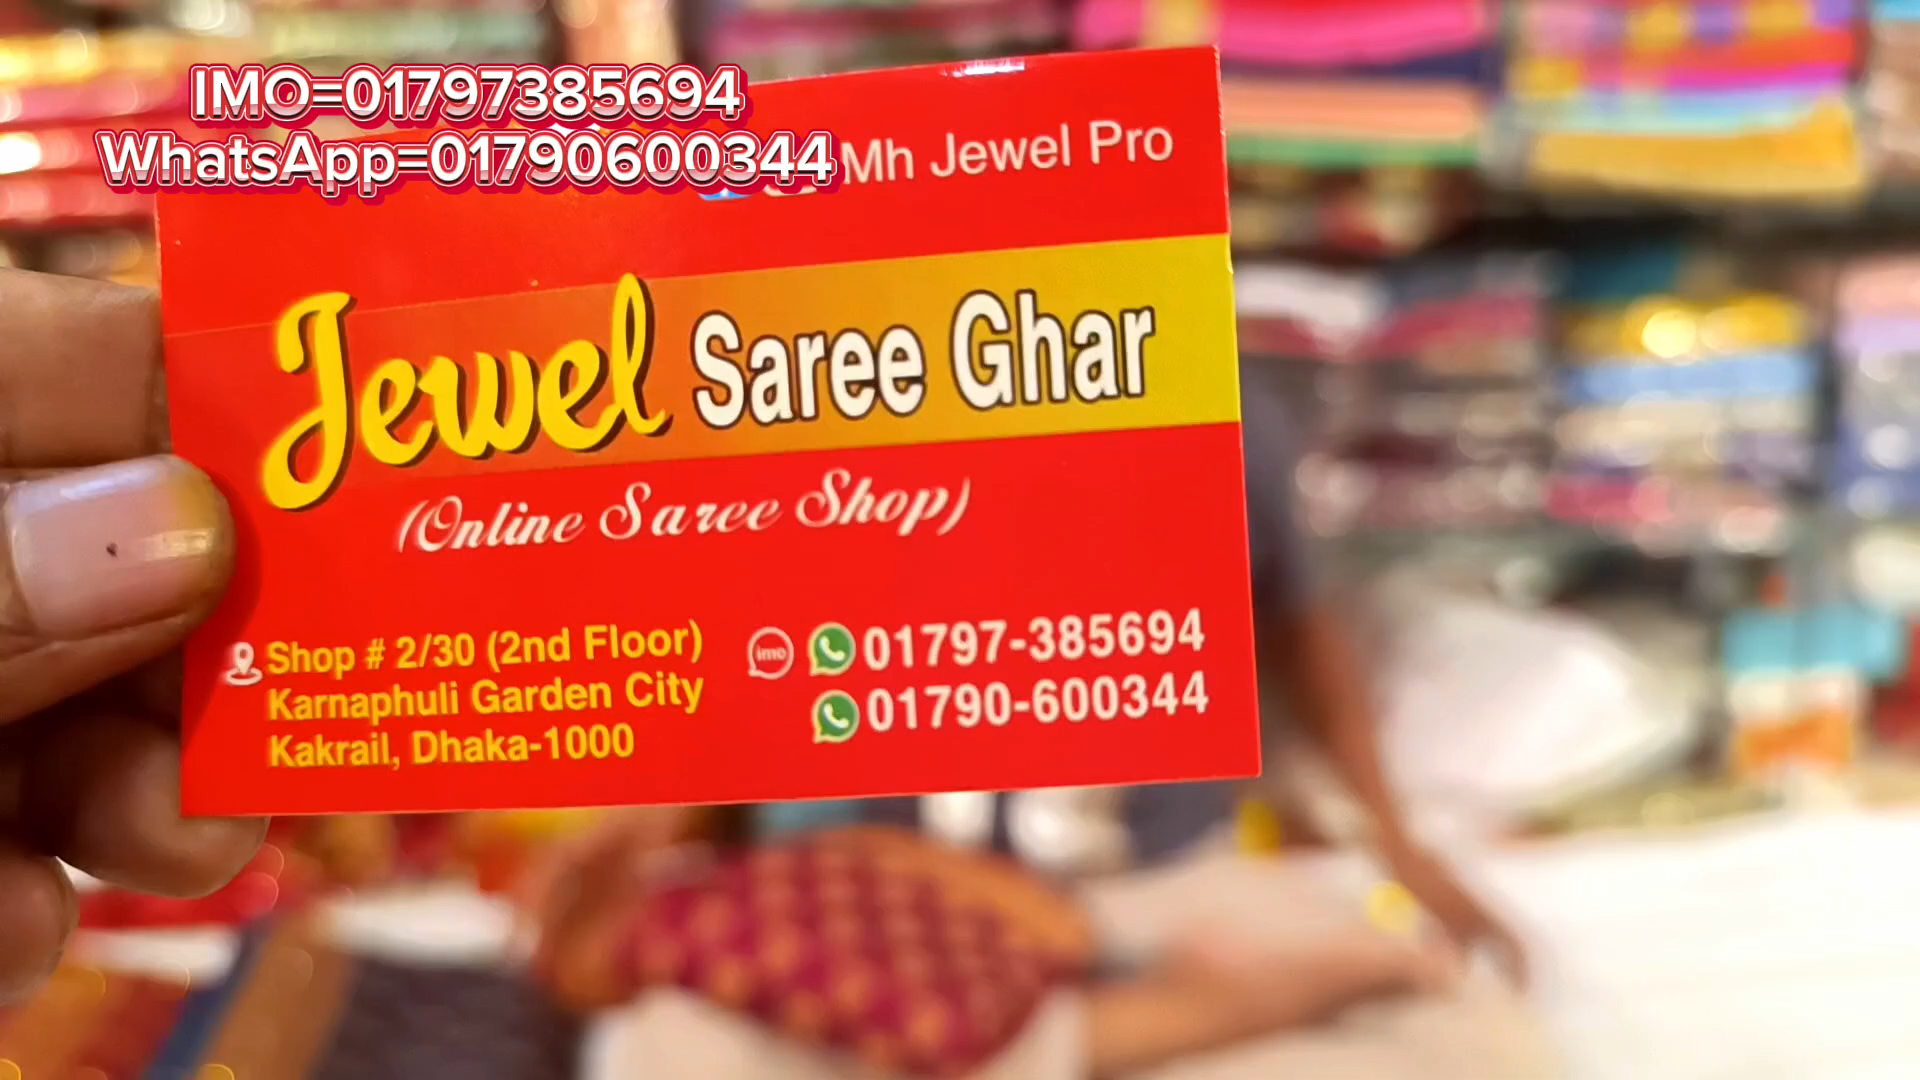 IMO=01797385694
WhatsApp=01790600344
Mh Jewel Pro
Jewel Saree Ghar
(Online Saree Shop)
Shop # 2/30 (2nd Floor)
Karnaphuli Garden City
Kakrail, Dhaka-1000
imo 01797-385694
01790-600344